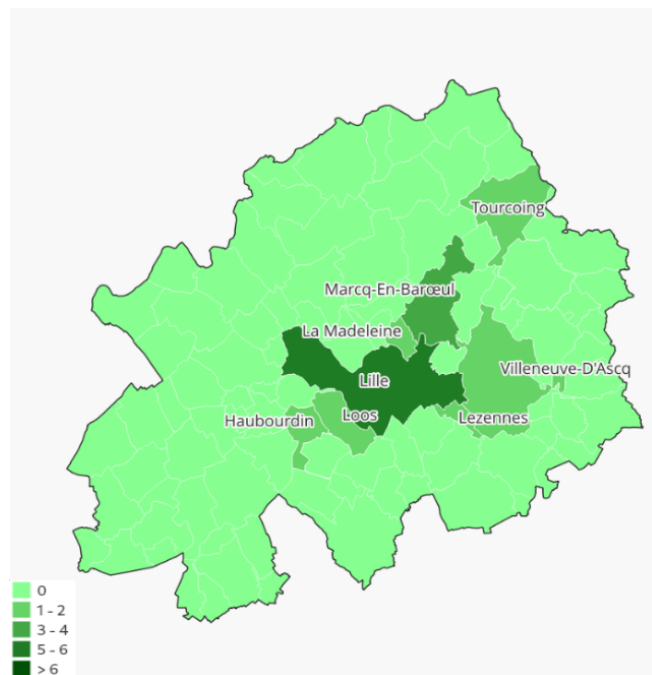 Tourcoing
Marcq-En-Barœul
La Madeleine
Villeneuve-D'Ascq
Lille
Loos
Haubourdin
Lezennes
0
1 - 2
3 - 4
5 - 6
> 6